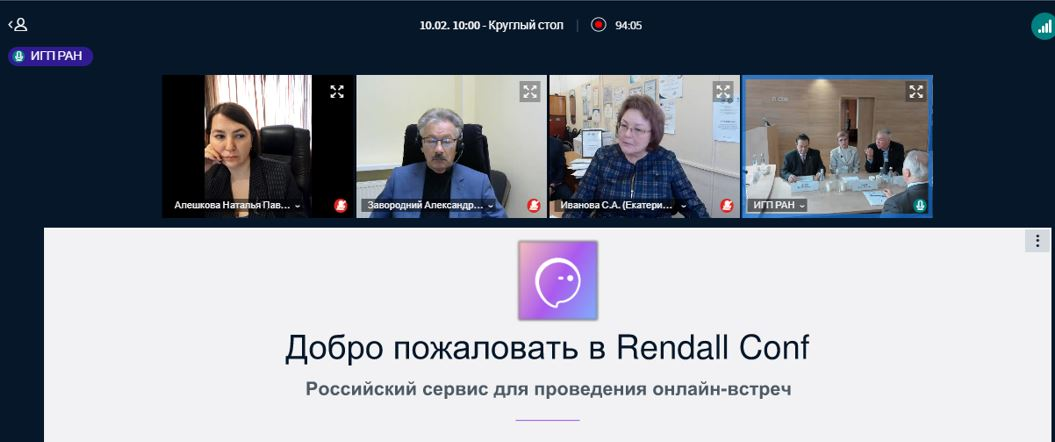 10.02. 10:00 - Круглый стол
94:05
ИГП РАН
Алешкова Наталья Пав...
Завородний Александр...
Иванова С.А. (Екатери...
ИГП РАН
Добро пожаловать в Rendall Conf
Российский сервис для проведения онлайн-встреч